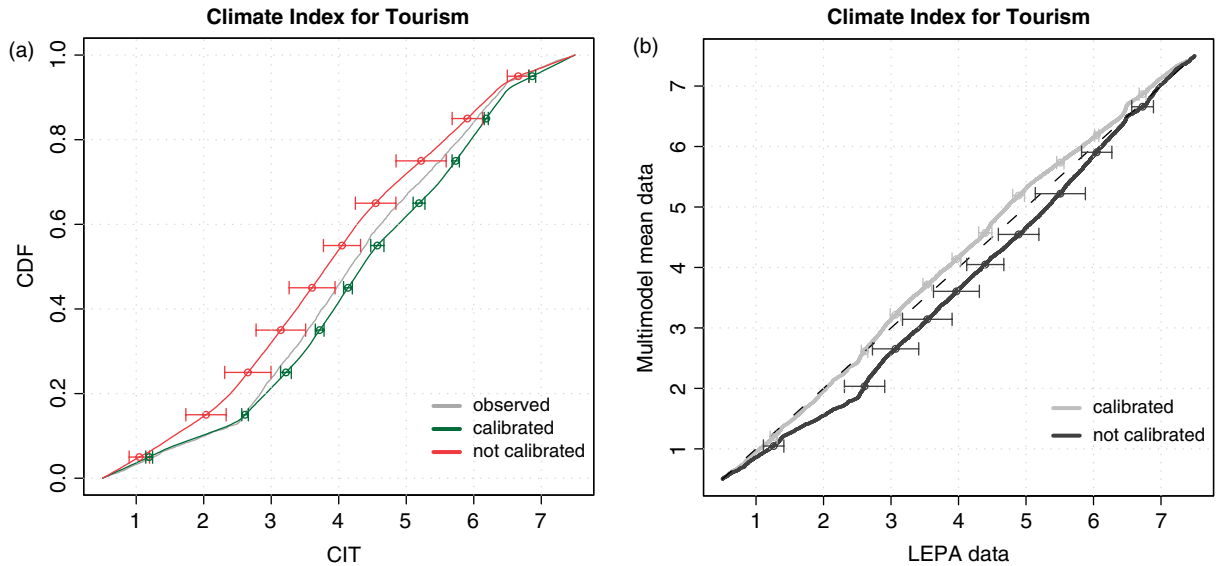 Climate Index for Tourism
(a)
CDF
1.0
0.8
0.6
0.4
0.2
0.0
observed
calibrated
not calibrated
1 2 3 4 5 6 7
CIT
Climate Index for Tourism
(b)
Multimodel mean data
7
6
5
4
3
2
1
calibrated
not calibrated
1 2 3 4 5 6 7
LEPA data